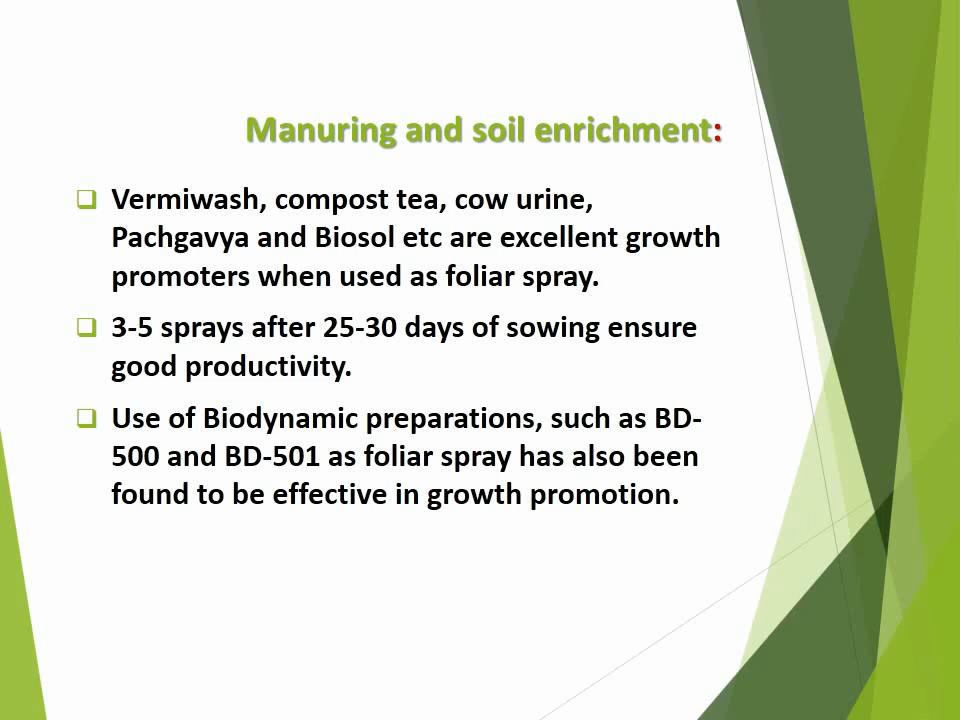 Manuring and soil enrichment:
Vermiwash, compost tea, cow urine,
Pachgavya and Biosol etc are excellent growth
promoters when used as foliar spray.
3-5 sprays after 25-30 days of sowing ensure
good productivity.
Use of Biodynamic preparations, such as BD-
500 and BD-501 as foliar spray has also been
found to be effective in growth promotion.